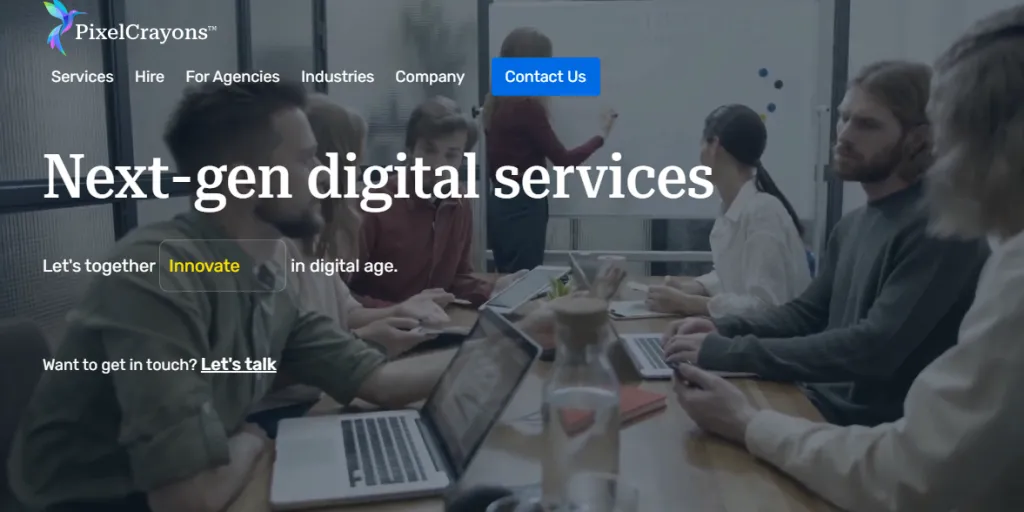 PixelCrayons™
Services Hire For Agencies Industries Company Contact Us
Next-gen digital services
Let's together Innovate in digital age.
Want to get in touch? Let's talk